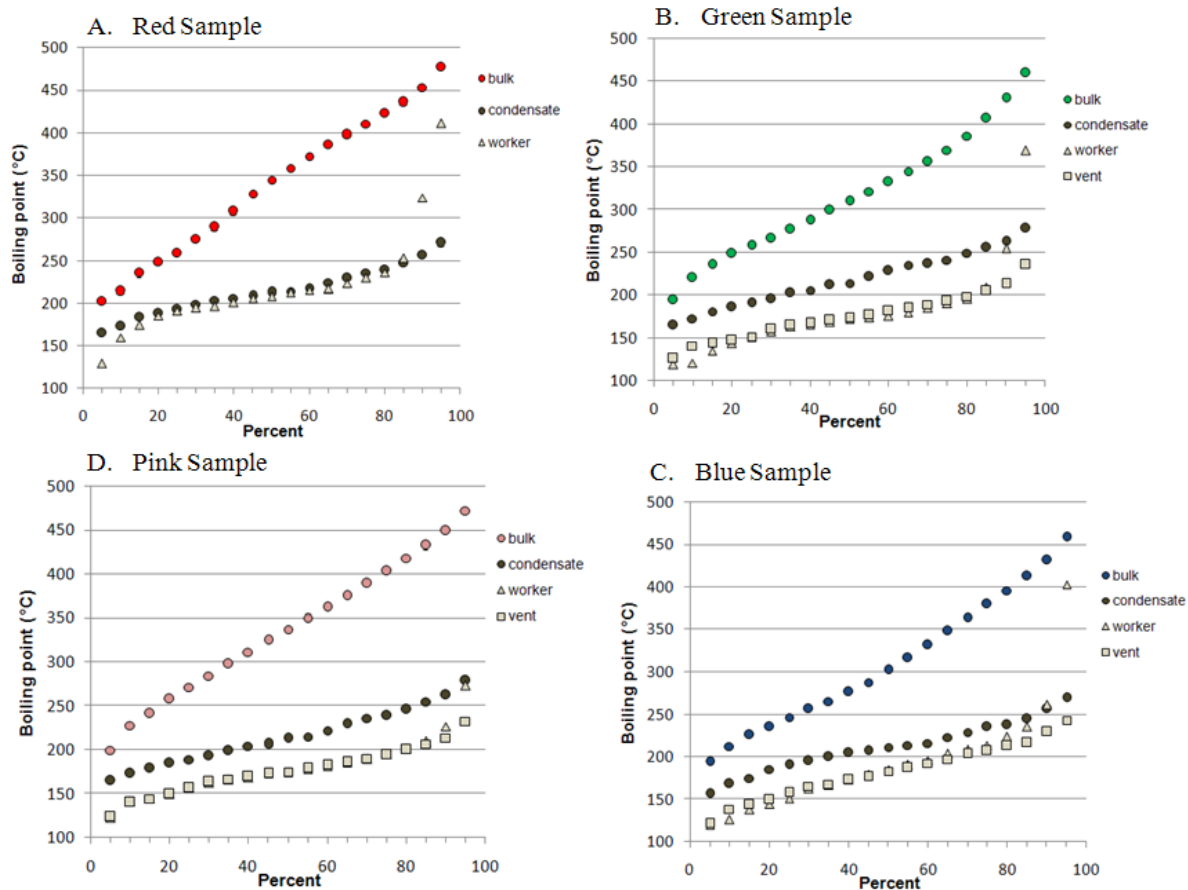 A. Red Sample
500
450
400
350
300
250
200
150
100
0
20
40
60
80
100
Boiling point (°C)
Percent
bulk
condensate
worker
B. Green Sample
500
450
400
350
300
250
200
150
100
0
20
40
60
80
100
Boiling point (°C)
Percent
bulk
condensate
worker
vent
D. Pink Sample
500
450
400
350
300
250
200
150
100
0
20
40
60
80
100
Boiling point (°C)
Percent
bulk
condensate
worker
vent
C. Blue Sample
500
450
400
350
300
250
200
150
100
0
20
40
60
80
100
Boiling point (°C)
Percent
bulk
condensate
worker
vent